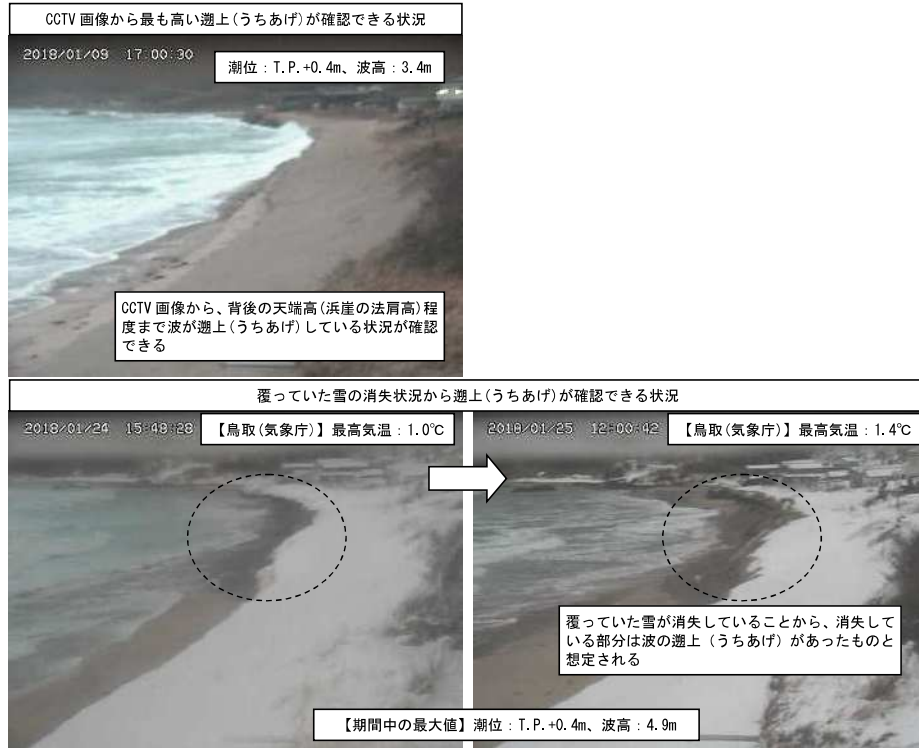 CCTV 画像から最も高い遡上(うちあげ)が確認できる状況
2018/01/09 17:00:30
潮位：T.P.+0.4m、波高：3.4m
CCTV 画像から、背後の天端高(浜崖の法肩高)程
度まで波が遡上(うちあげ)している状況が確認
できる
覆っていた雪の消失状況から遡上(うちあげ)が確認できる状況
2018/01/24 15:48:28
【鳥取(気象庁)】最高気温：1.0℃
2018/01/25 12:00:42
【鳥取(気象庁)】最高気温：1.4℃
覆っていた雪が消失していることから、消失して
いる部分は波の遡上（うちあげ）があったものと
想定される
【期間中の最大値】潮位：T.P.+0.4m、波高：4.9m